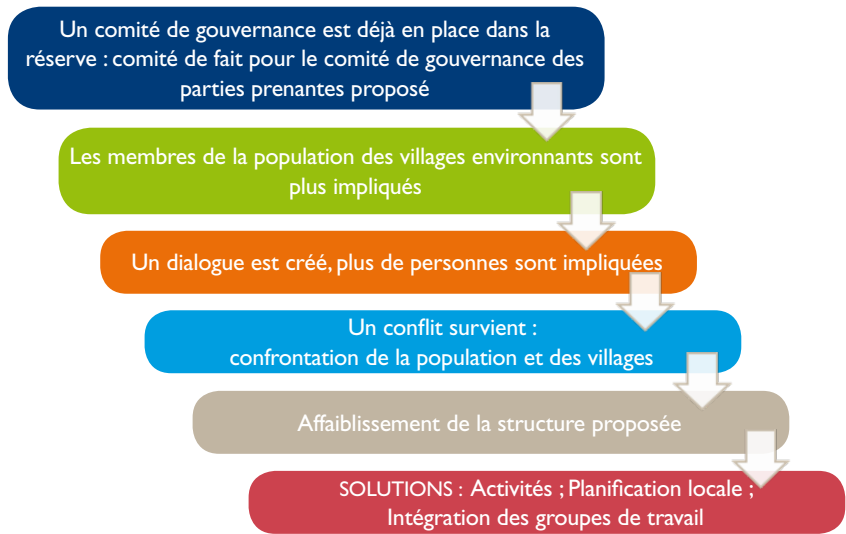 Un comité de gouvernance est déjà en place dans la
réserve : comité de fait pour le comité de gouvernance des
parties prenantes proposé
Les membres de la population des villages environnants sont
plus impliqués
Un dialogue est créé, plus de personnes sont impliquées
Un conflit survient :
confrontation de la population et des villages
Affaiblissement de la structure proposée
SOLUTIONS : Activités ; Planification locale ;
Intégration des groupes de travail